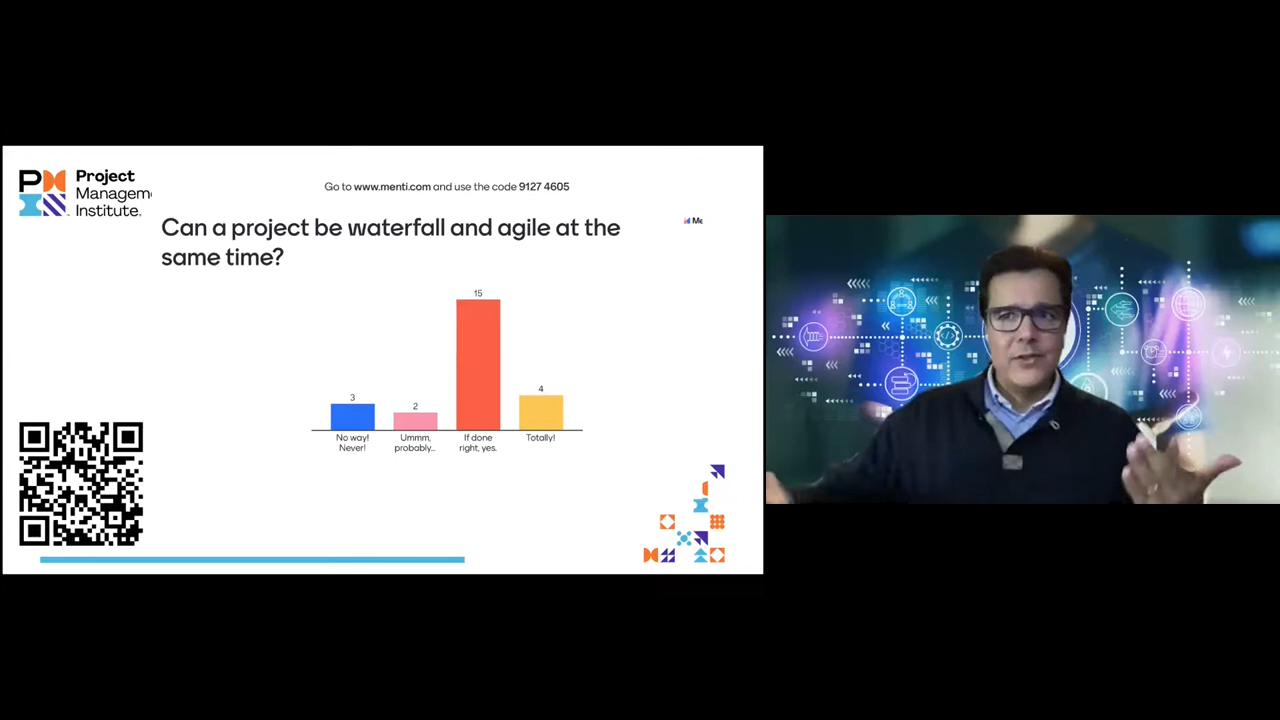 Project
Managem
Institute.
Go to www.menti.com and use the code 9127 4605
Can a project be waterfall and agile at the
same time?
Me
15
4
3
2
No way!
Never!
Ummm,
probably...
If done
right, yes.
Totally!